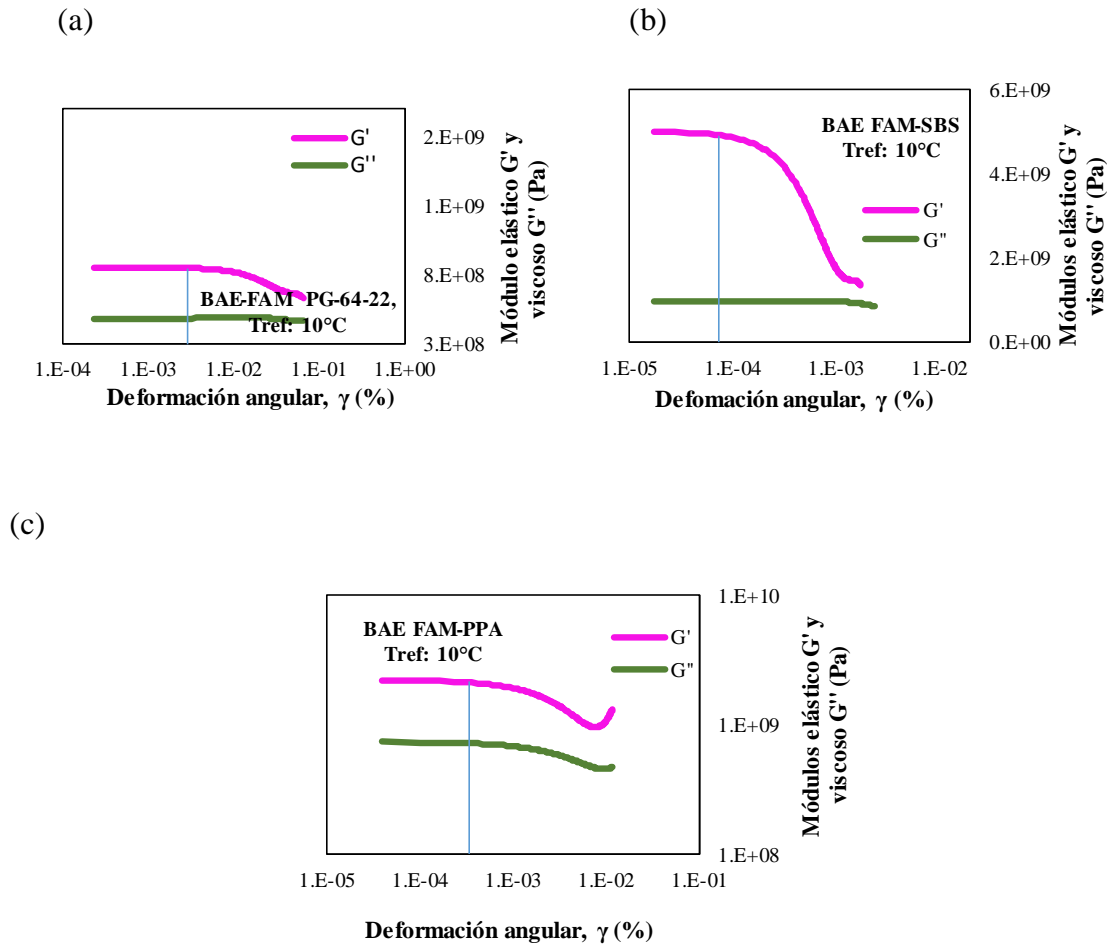 (a)
G'
G''
BAE-FAM PG-64-22,
Tref: 10°C
2.E+09
1.E+09
8.E+08
3.E+08
Módulo elástico G' y
viscoso G'' (Pa)
1.E-04 1.E-03 1.E-02 1.E-01 1.E+00
Deformación angular, γ (%)
(b)
BAE FAM-SBS
Tref: 10°C
G'
G"
6.E+09
4.E+09
2.E+09
0.E+00
Módulos elástico G' y
viscoso G'' (Pa)
1.E-05 1.E-04 1.E-03 1.E-02
Defomación angular, γ (%)
(c)
BAE FAM-PPA
Tref: 10°C
G'
G"
1.E+10
1.E+09
1.E+08
Módulos elástico G' y
viscoso G'' (Pa)
1.E-05 1.E-04 1.E-03 1.E-02 1.E-01
Deformación angular, γ (%)